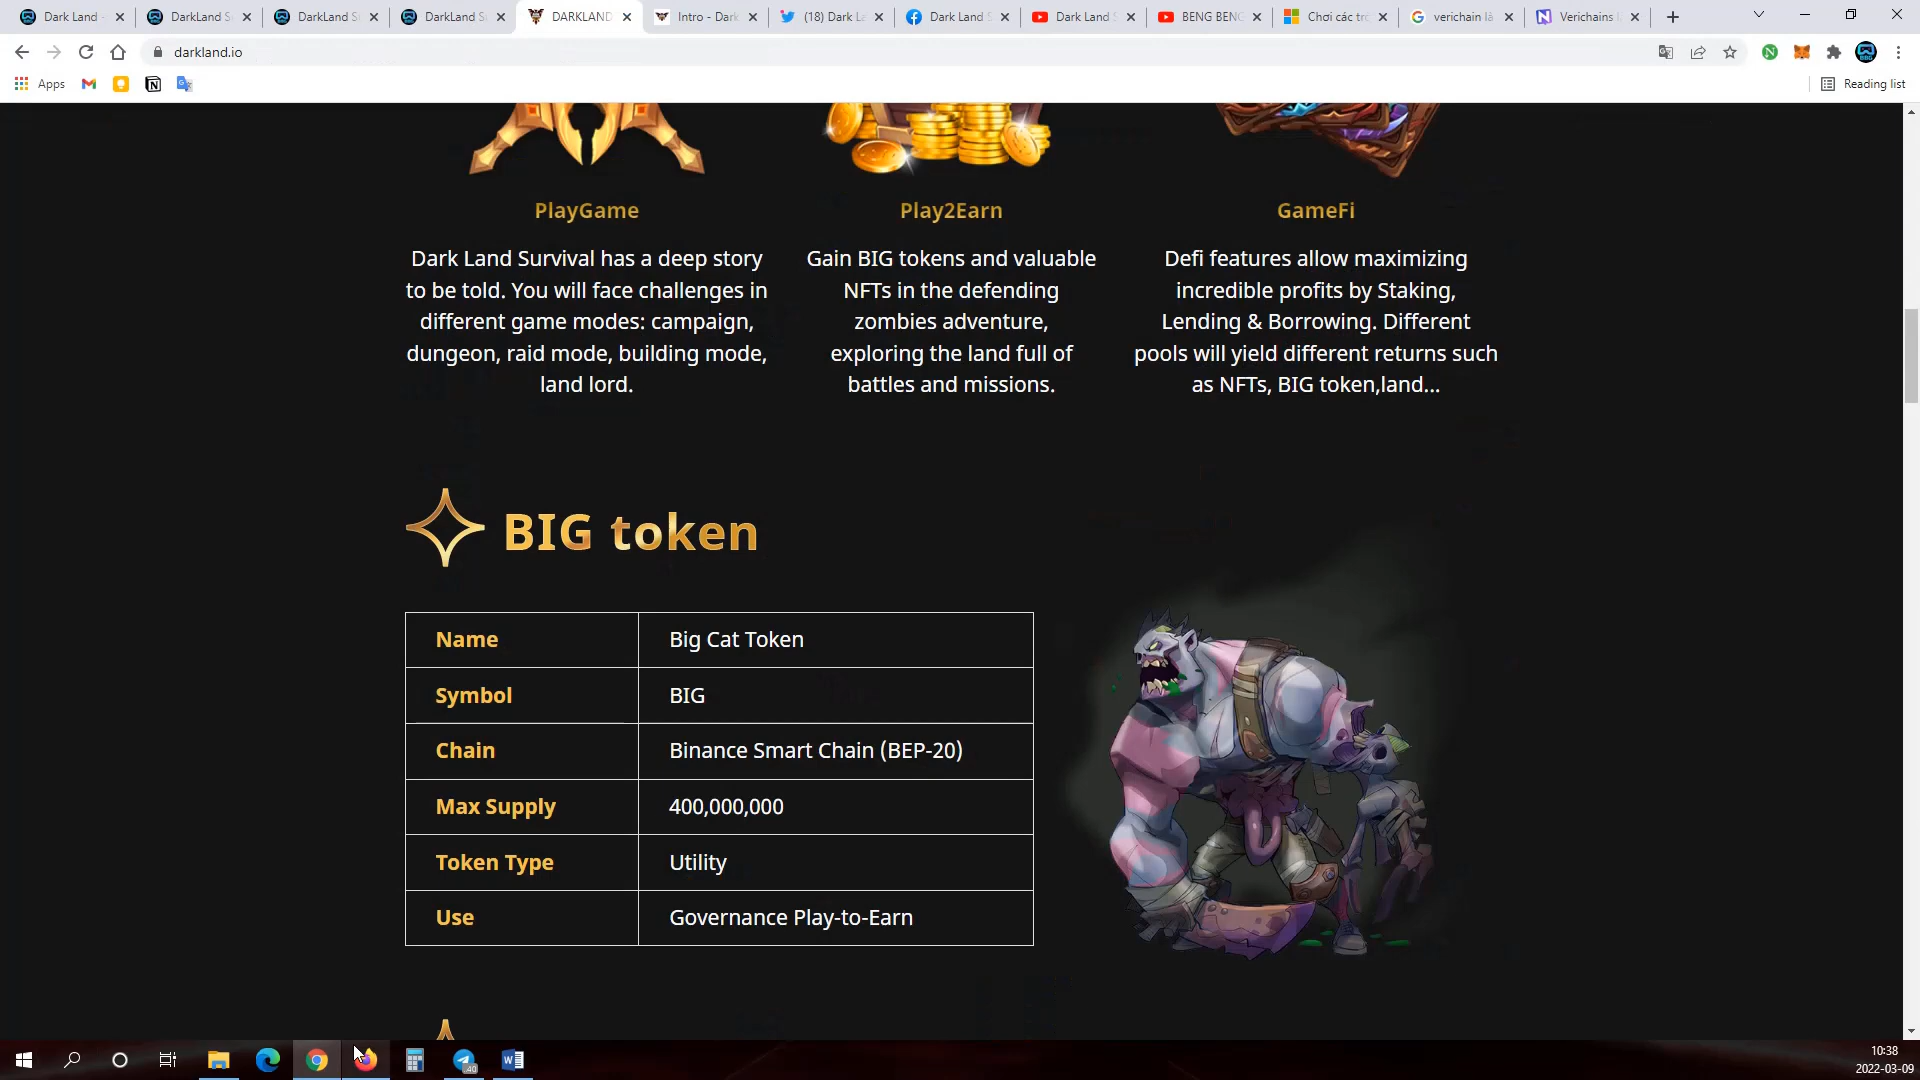 Dark Land
DarkLand S
DarkLand S
DarkLand S
DARKLAND
Intro - Dark
(18) Dark La
Dark Land S
Dark Land S
BENG BENG
Chơi các trò
verichain là
Verichains l
darkland.io
Apps
Reading list
PlayGame
Play2Earn
GameFi
Dark Land Survival has a deep story
to be told. You will face challenges in
different game modes: campaign,
dungeon, raid mode, building mode,
land lord.
Gain BIG tokens and valuable
NFTs in the defending
zombies adventure,
exploring the land full of
battles and missions.
Defi features allow maximizing
incredible profits by Staking,
Lending & Borrowing. Different
pools will yield different returns such
as NFTs, BIG token,land...
BIG token
Name Big Cat Token
Symbol BIG
Chain Binance Smart Chain (BEP-20)
Max Supply 400,000,000
Token Type Utility
Use Governance Play-to-Earn
10:38
2022-03-09